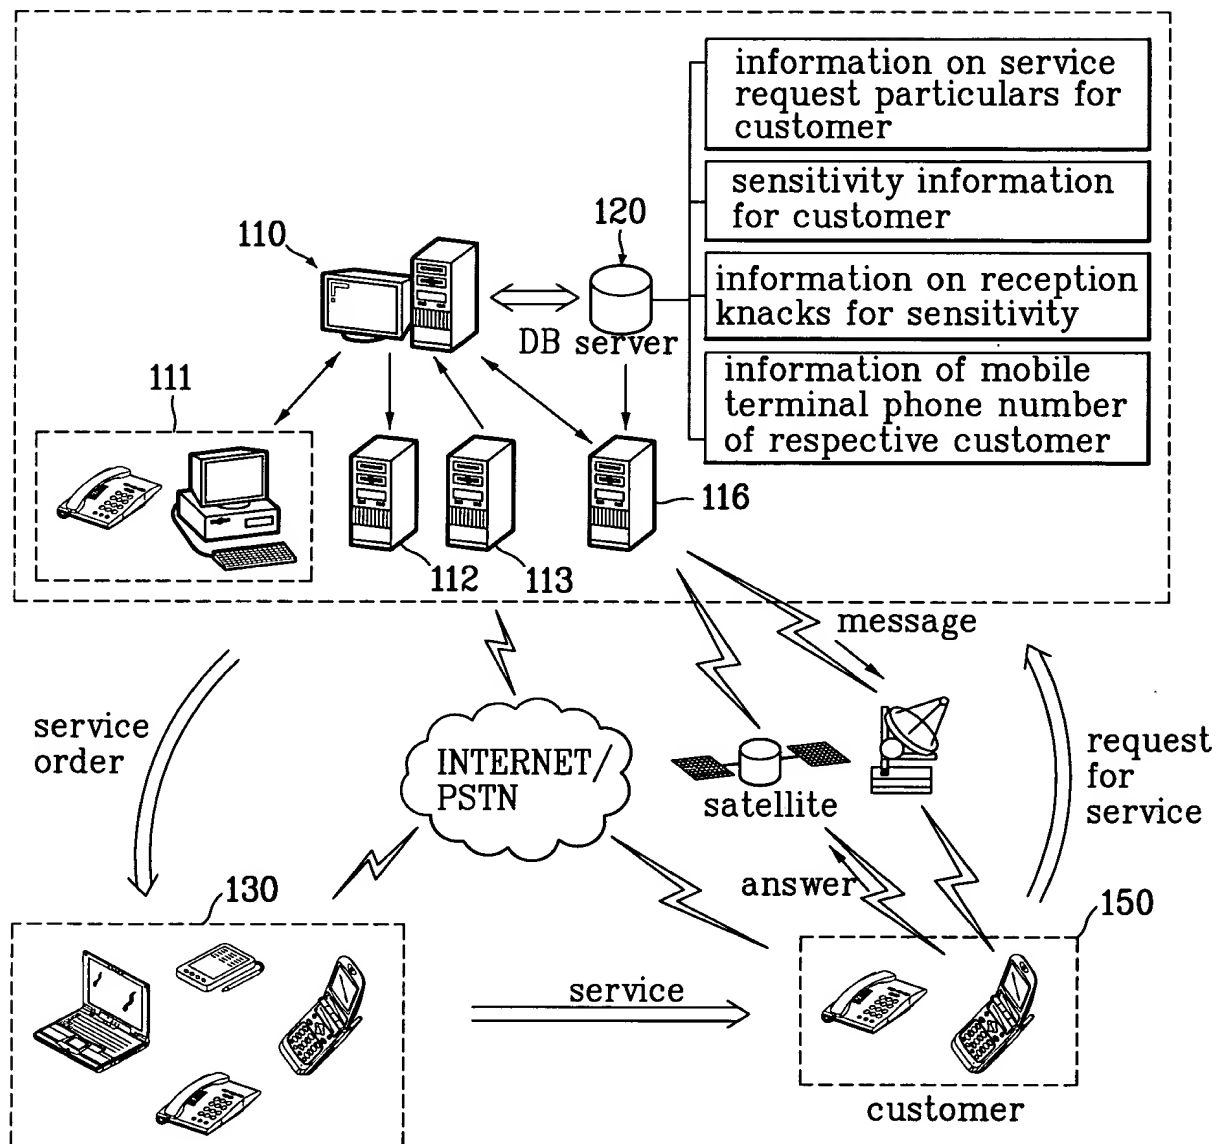 information on service
request particulars for
customer
sensitivity information
for customer
120
110
information on reception
knacks for sensitivity
DB server
information of mobile
terminal phone number
of respective customer
111
116
112
113
message
service
order
INTERNET/
PSTN
satellite
request
for
service
answer
130
150
service
customer